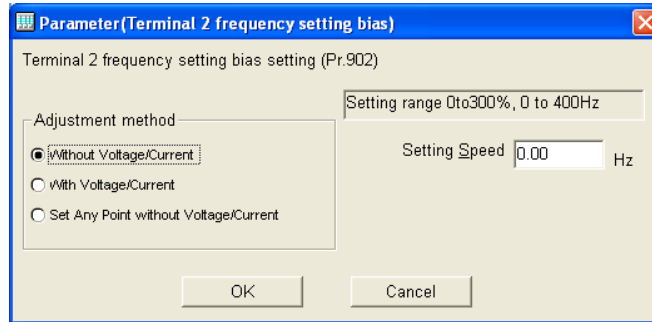 Parameter(Terminal 2 frequency setting bias)
Terminal 2 frequency setting bias setting (Pr.902)
Setting range 0to300%, 0 to 400Hz
Adjustment method
Without Voltage/Current
With Voltage/Current
Set Any Point without Voltage/Current
Setting Speed 0.00 Hz
OK Cancel